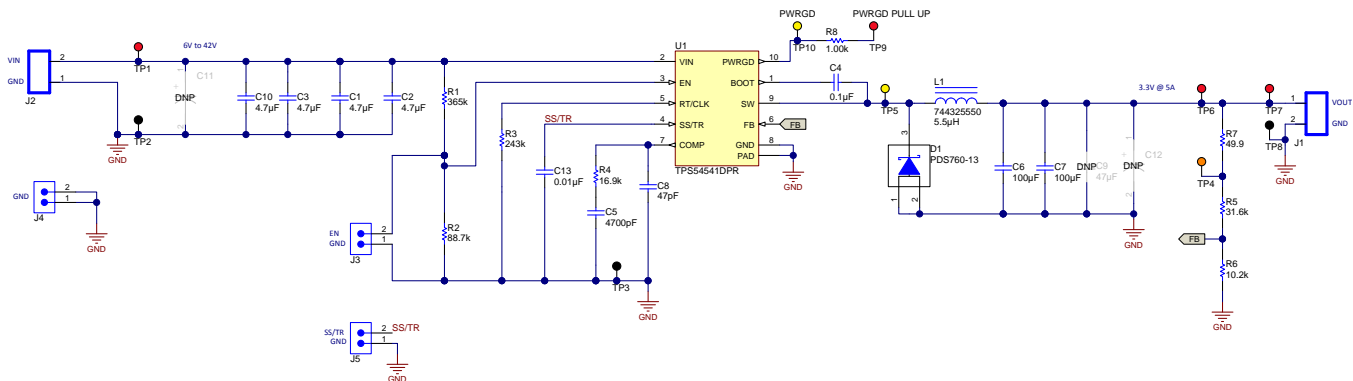 PWRGD
PWRGD PULL UP
TP10
R8
1.00k
TP9
VIN
GND
2
1
J2
TP1
6V to 42V
1
C11
+
DNP
2
TP2
GND
C10
4.7µF
C3
4.7µF
C1
4.7µF
C2
4.7µF
R1
365k
U1
2
VIN
PWRGD
10
3
EN
BOOT
1
5
RT/CLK
SW
9
4
SS/TR
FB
6
7
COMP
GND
8
PAD
TPS54541DPR
FB
GND
C4
0.1µF
TP5
L1
744325550
5.5µH
3.3V @ 5A
TP6
TP7
1
VOUT
2
GND
J1
TP8
GND
R7
49.9
TP4
R5
31.6k
FB
R6
10.2k
GND
3
D1
PDS760-13
1
2
C6
100µF
C7
100µF
DNP
C9
47µF
1
C12
+
DNP
2
GND
SS/TR
R3
243k
C13
0.01µF
R4
16.9k
C5
4700pF
C8
47pF
GND
2
1
J4
GND
EN
GND
2
1
J3
R2
88.7k
TP3
GND
SS/TR
GND
2
1
SS/TR
J5
GND